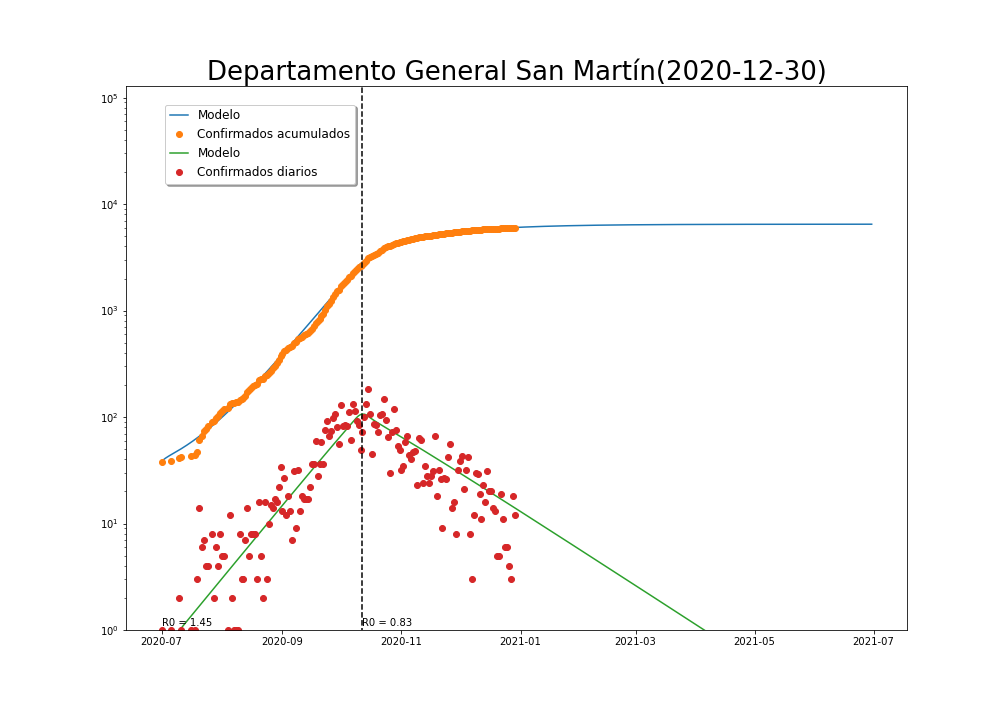 Departamento General San Martín(2020-12-30)
Modelo
Confirmados acumulados
Modelo
Confirmados diarios
10⁵
10⁴
10³
10²
10¹
10⁰
R0 = 1.45
R0 = 0.83
2020-07
2020-09
2020-11
2021-01
2021-03
2021-05
2021-07